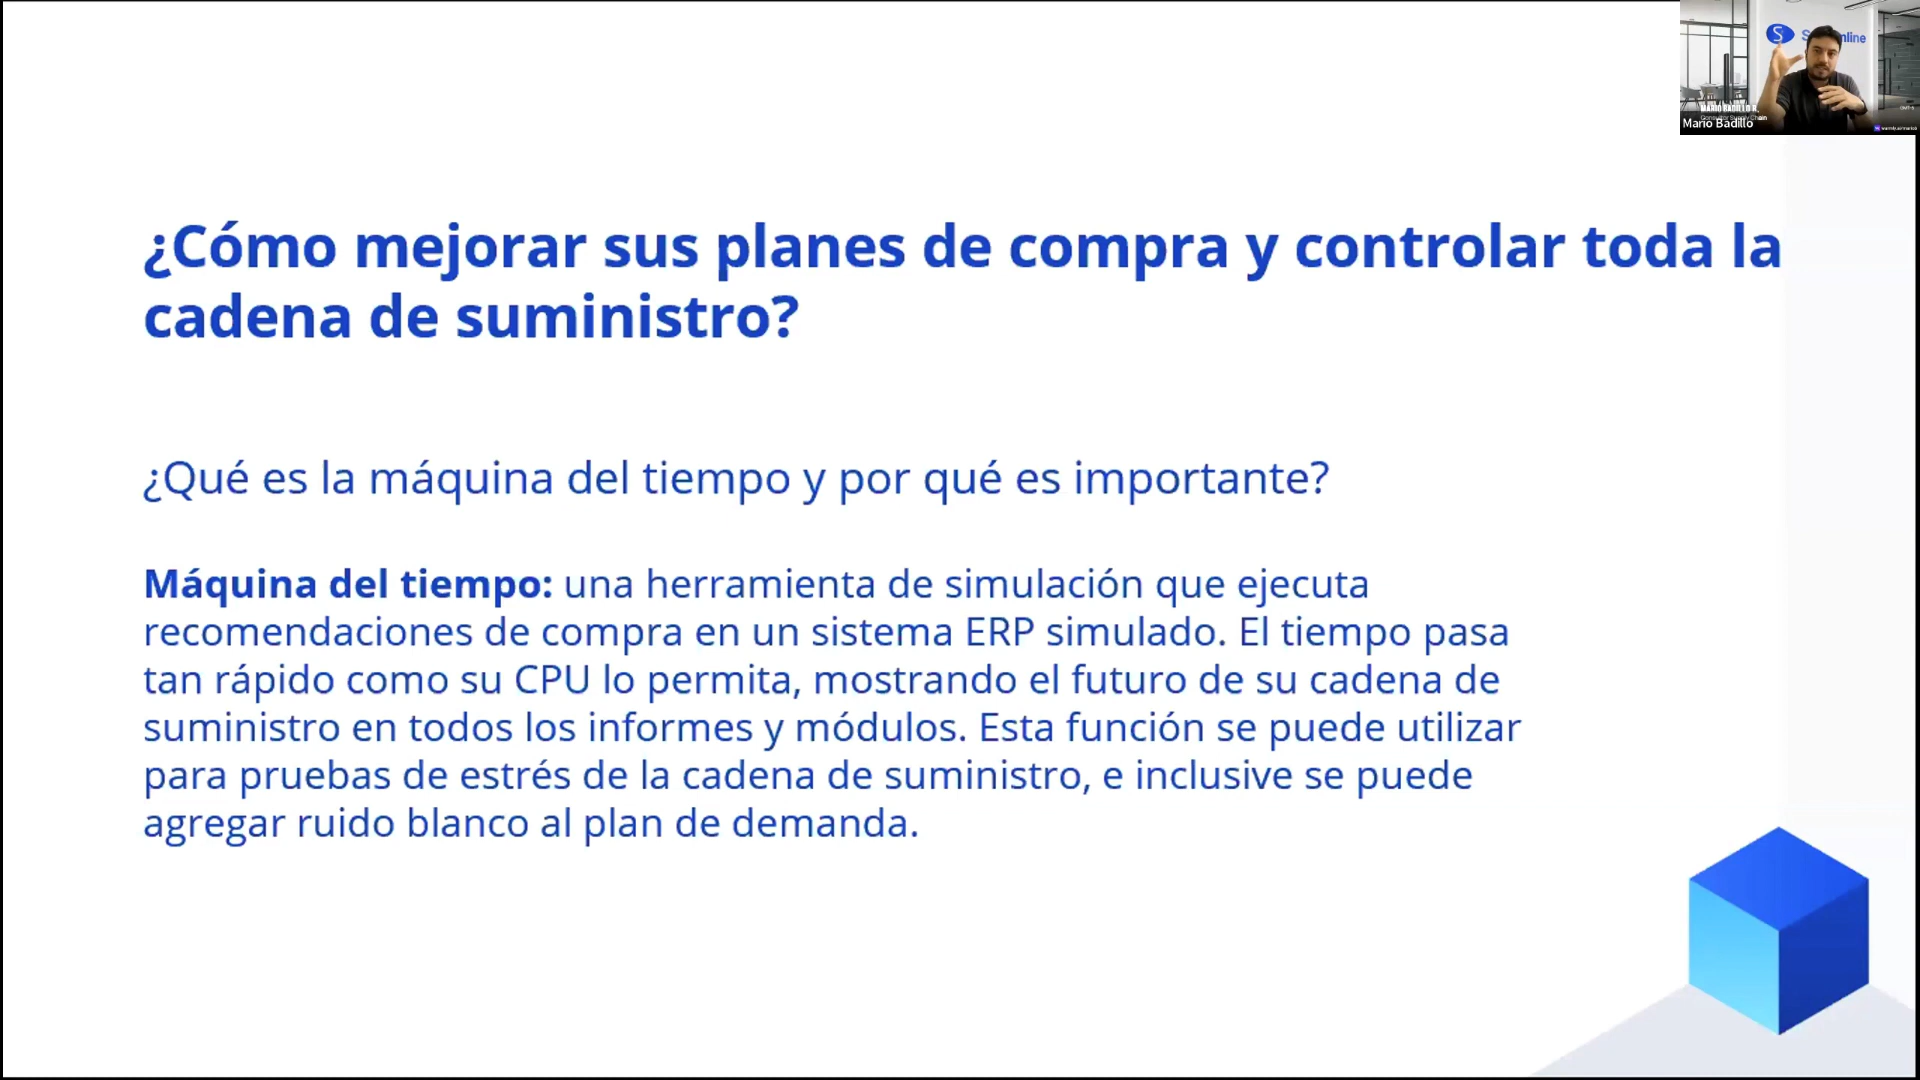 ¿Cómo mejorar sus planes de compra y controlar toda la
cadena de suministro?
¿Qué es la máquina del tiempo y por qué es importante?
Máquina del tiempo: una herramienta de simulación que ejecuta
recomendaciones de compra en un sistema ERP simulado. El tiempo pasa
tan rápido como su CPU lo permita, mostrando el futuro de su cadena de
suministro en todos los informes y módulos. Esta función se puede utilizar
para pruebas de estrés de la cadena de suministro, e inclusive se puede
agregar ruido blanco al plan de demanda.
Mario Badillo